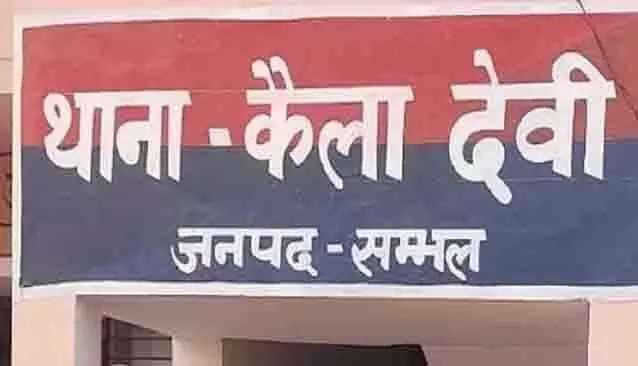 थाना - कैला देवी
जनपद - सम्भल